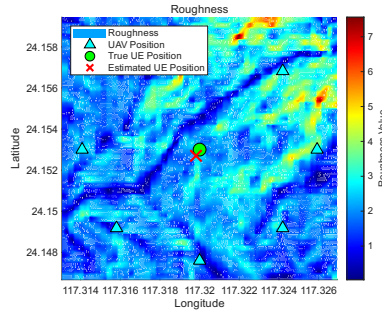 Roughness
Roughness
UAV Position
True UE Position
Estimated UE Position
24.158
24.156
24.154
24.152
24.15
24.148
Latitude
117.314 117.316 117.318 117.32 117.322 117.324 117.326
Longitude
7
6
5
4
3
2
1
Roughness Value